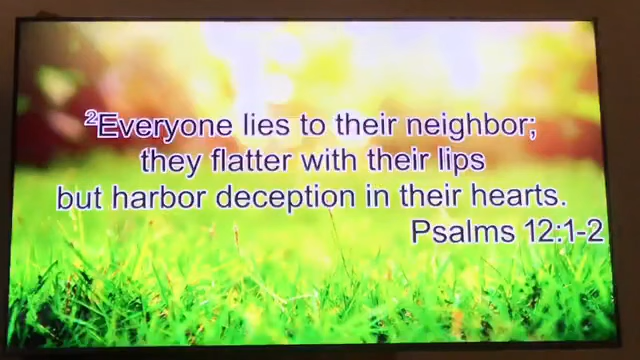 ²Everyone lies to their neighbor;
they flatter with their lips
but harbor deception in their hearts.
Psalms 12:1-2